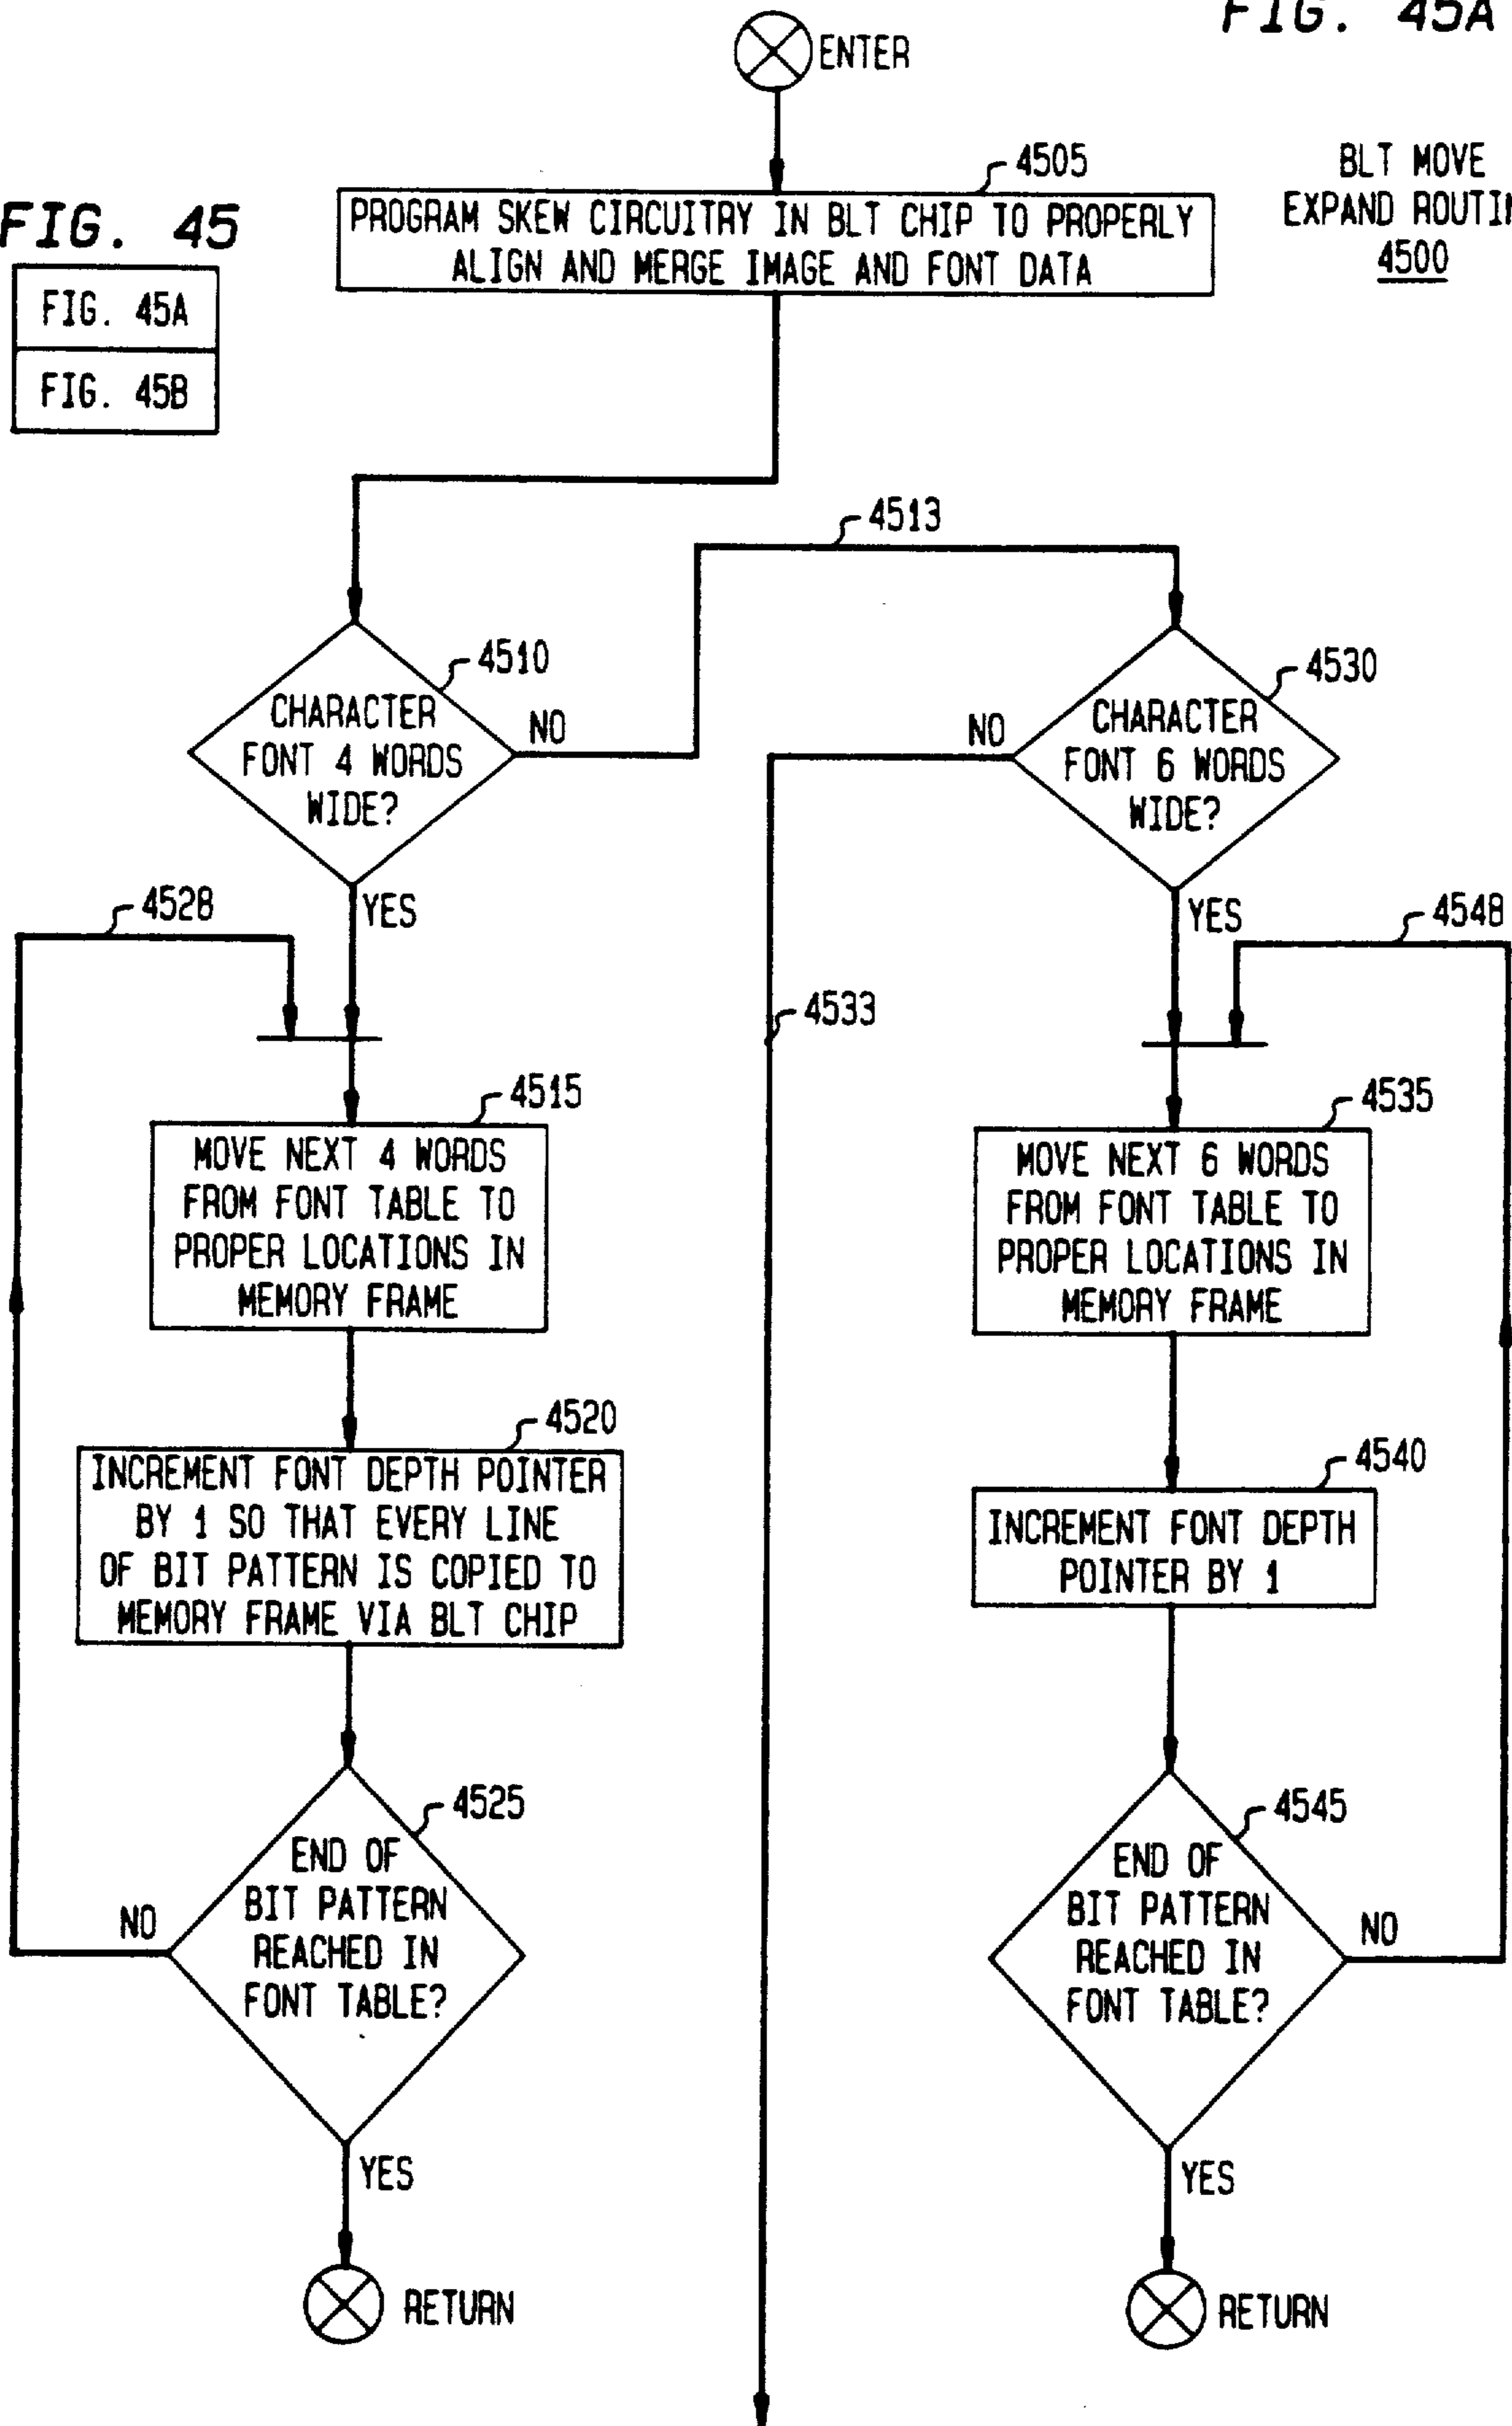 FIG. 45A
ENTER
4505
BLT MOVE
EXPAND ROUTIN
4500
FIG. 45
FIG. 45A
FIG. 45B
PROGRAM SKEW CIRCUITRY IN BLT CHIP TO PROPERLY
ALIGN AND MERGE IMAGE AND FONT DATA
4513
4510
CHARACTER
FONT 4 WORDS
WIDE?
NO
YES
4530
CHARACTER
FONT 6 WORDS
WIDE?
NO
YES
4528
4548
4533
4515
MOVE NEXT 4 WORDS
FROM FONT TABLE TO
PROPER LOCATIONS IN
MEMORY FRAME
4535
MOVE NEXT 6 WORDS
FROM FONT TABLE TO
PROPER LOCATIONS IN
MEMORY FRAME
4520
INCREMENT FONT DEPTH POINTER
BY 1 SO THAT EVERY LINE
OF BIT PATTERN IS COPIED TO
MEMORY FRAME VIA BLT CHIP
4540
INCREMENT FONT DEPTH
POINTER BY 1
4525
END OF
BIT PATTERN
REACHED IN
FONT TABLE?
NO
YES
RETURN
4545
END OF
BIT PATTERN
REACHED IN
FONT TABLE?
NO
YES
RETURN